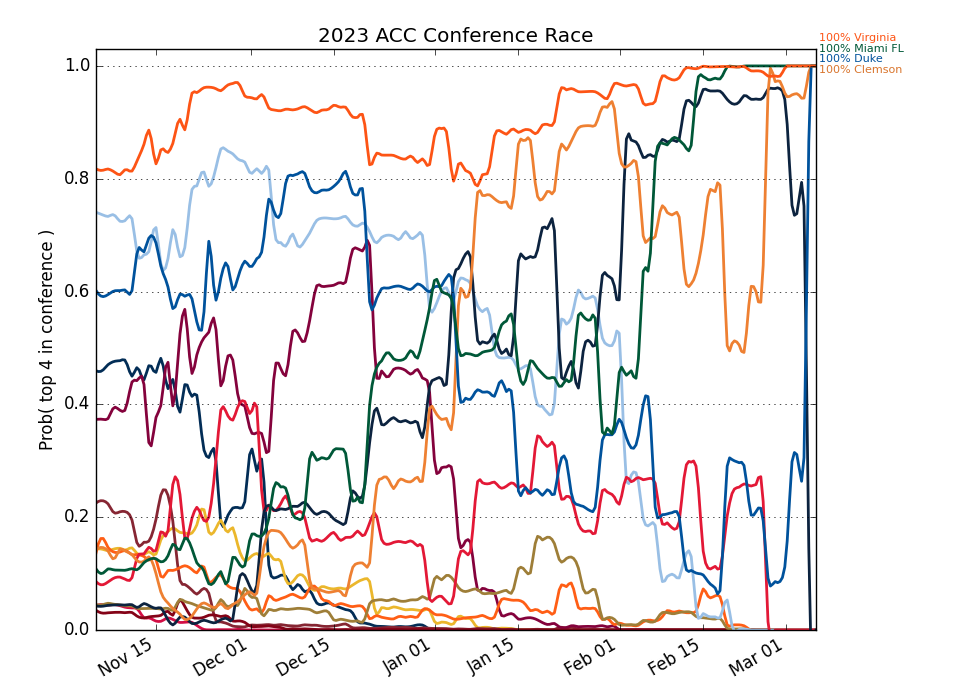 2023 ACC Conference Race
100% Virginia
100% Miami FL
100% Duke
100% Clemson
Prob( top 4 in conference )
1.0
0.8
0.6
0.4
0.2
0.0
Nov 15
Dec 01
Dec 15
Jan 01
Jan 15
Feb 01
Feb 15
Mar 01